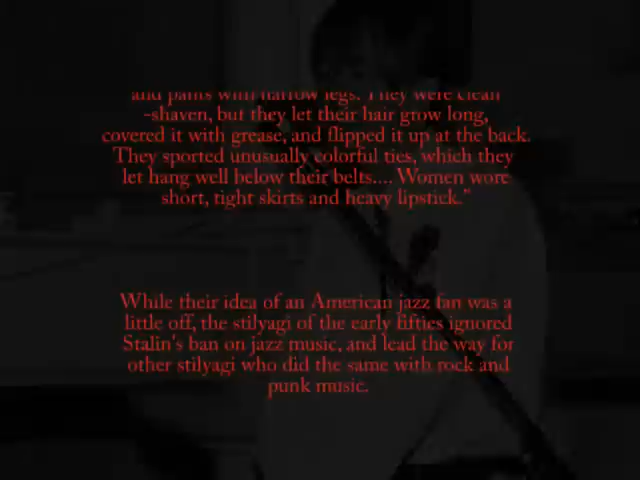 and pants with narrow legs. They were clean
-shaven, but they let their hair grow long,
covered it with grease, and flipped it up at the back.
They sported unusually colorful ties, which they
let hang well below their belts.... Women wore
short, tight skirts and heavy lipstick."
While their idea of an American jazz fan was a
little off, the stilyagi of the early fifties ignored
Stalin's ban on jazz music, and lead the way for
other stilyagi who did the same with rock and
punk music.